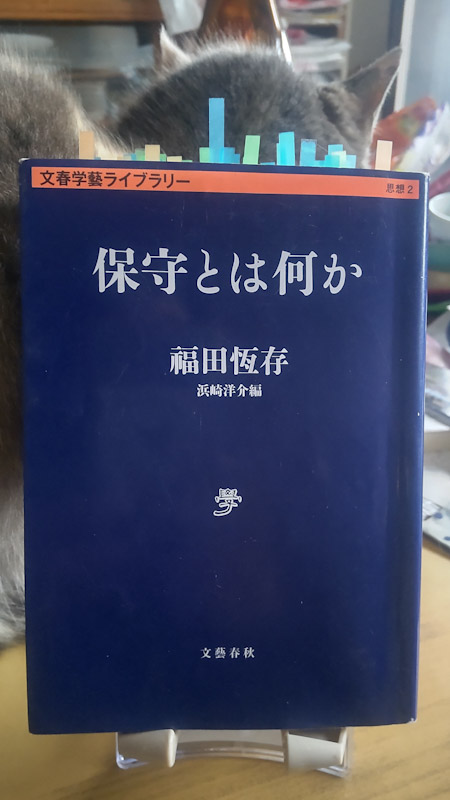 文春学藝ライブラリー
思想 2
保守とは何か
福田恆存
浜崎洋介編
學
文藝春秋